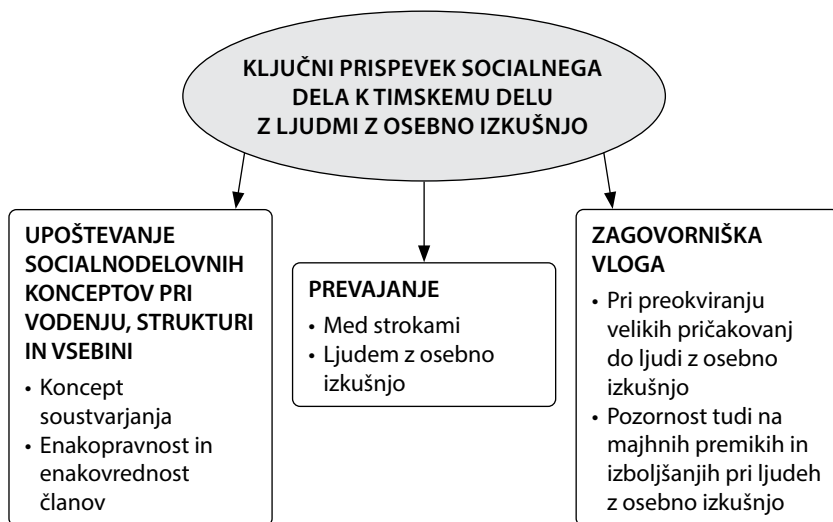 KLJUČNI PRISPEVEK SOCIALNEGA
DELA K TIMSKEMU DELU
Z LJUDMI Z OSEBNO IZKUŠNJO
UPOŠTEVANJE
SOCIALNODELOVNIH
KONCEPTOV PRI
VODENJU, STRUKTURI
IN VSEBINI
• Koncept
soustvarjanja
• Enakopravnost in
enakovrednost
članov
PREVAJANJE
• Med strokami
• Ljudem z osebno
izkušnjo
ZAGOVORNIŠKA
VLOGA
• Pri preokviranju
velikih pričakovanj
do ljudi z osebno
izkušnjo
• Pozornost tudi na
majhnih premikih in
izboljšanjih pri ljudeh
z osebno izkušnjo